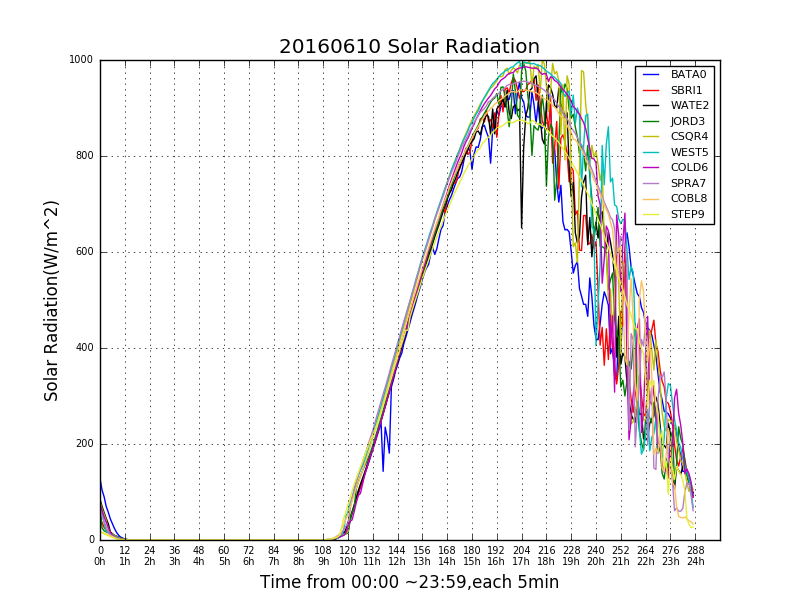 20160610 Solar Radiation
1000
800
600
400
200
0
Solar Radiation(W/m^2)
BATA0
SBRI1
WATE2
JORD3
CSQR4
WEST5
COLD6
SPRA7
COBL8
STEP9
0 12 24 36 48 60 72 84 96 108 120 132 144 156 168 180 192 204 216 228 240 252 264 276 288
0h 1h 2h 3h 4h 5h 6h 7h 8h 9h 10h 11h 12h 13h 14h 15h 16h 17h 18h 19h 20h 21h 22h 23h 24h
Time from 00:00 ~23:59,each 5min